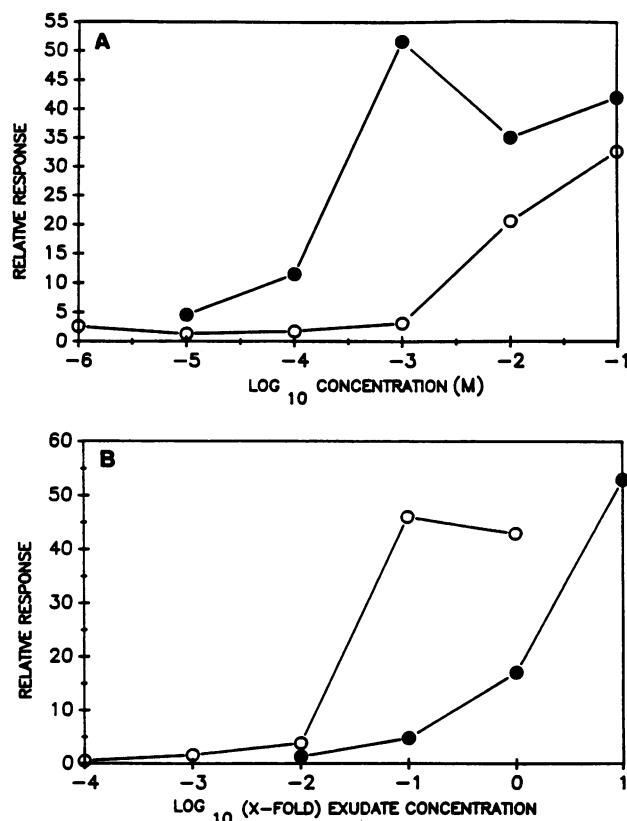 A
55
50
45
40
35
30
25
20
15
10
5
0
RELATIVE RESPONSE
-6 -5 -4 -3 -2 -1
LOG 10 CONCENTRATION (M)
B
60
50
40
30
20
10
0
RELATIVE RESPONSE
-4 -3 -2 -1 0 1
LOG 10 (X-FOLD) EXUDATE CONCENTRATION